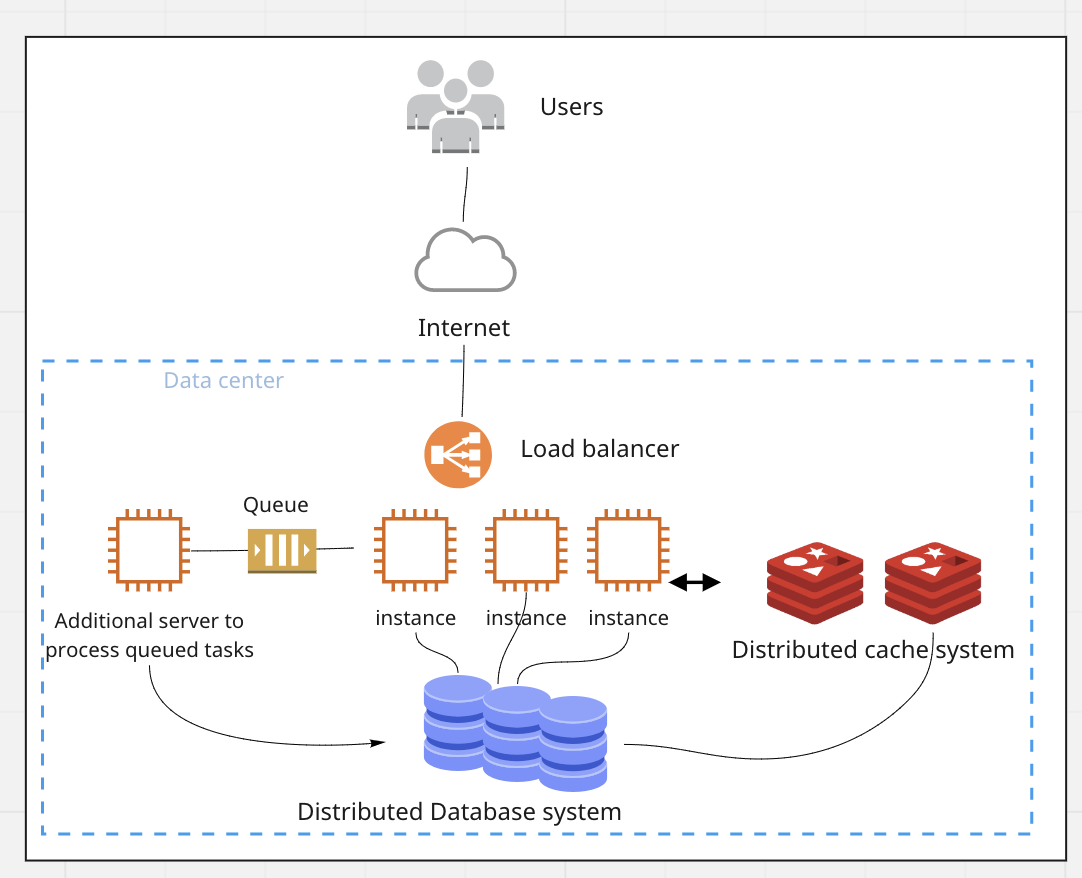 Users
Internet
Data center
Load balancer
Queue
instance
instance
instance
Additional server to
process queued tasks
Distributed cache system
Distributed Database system